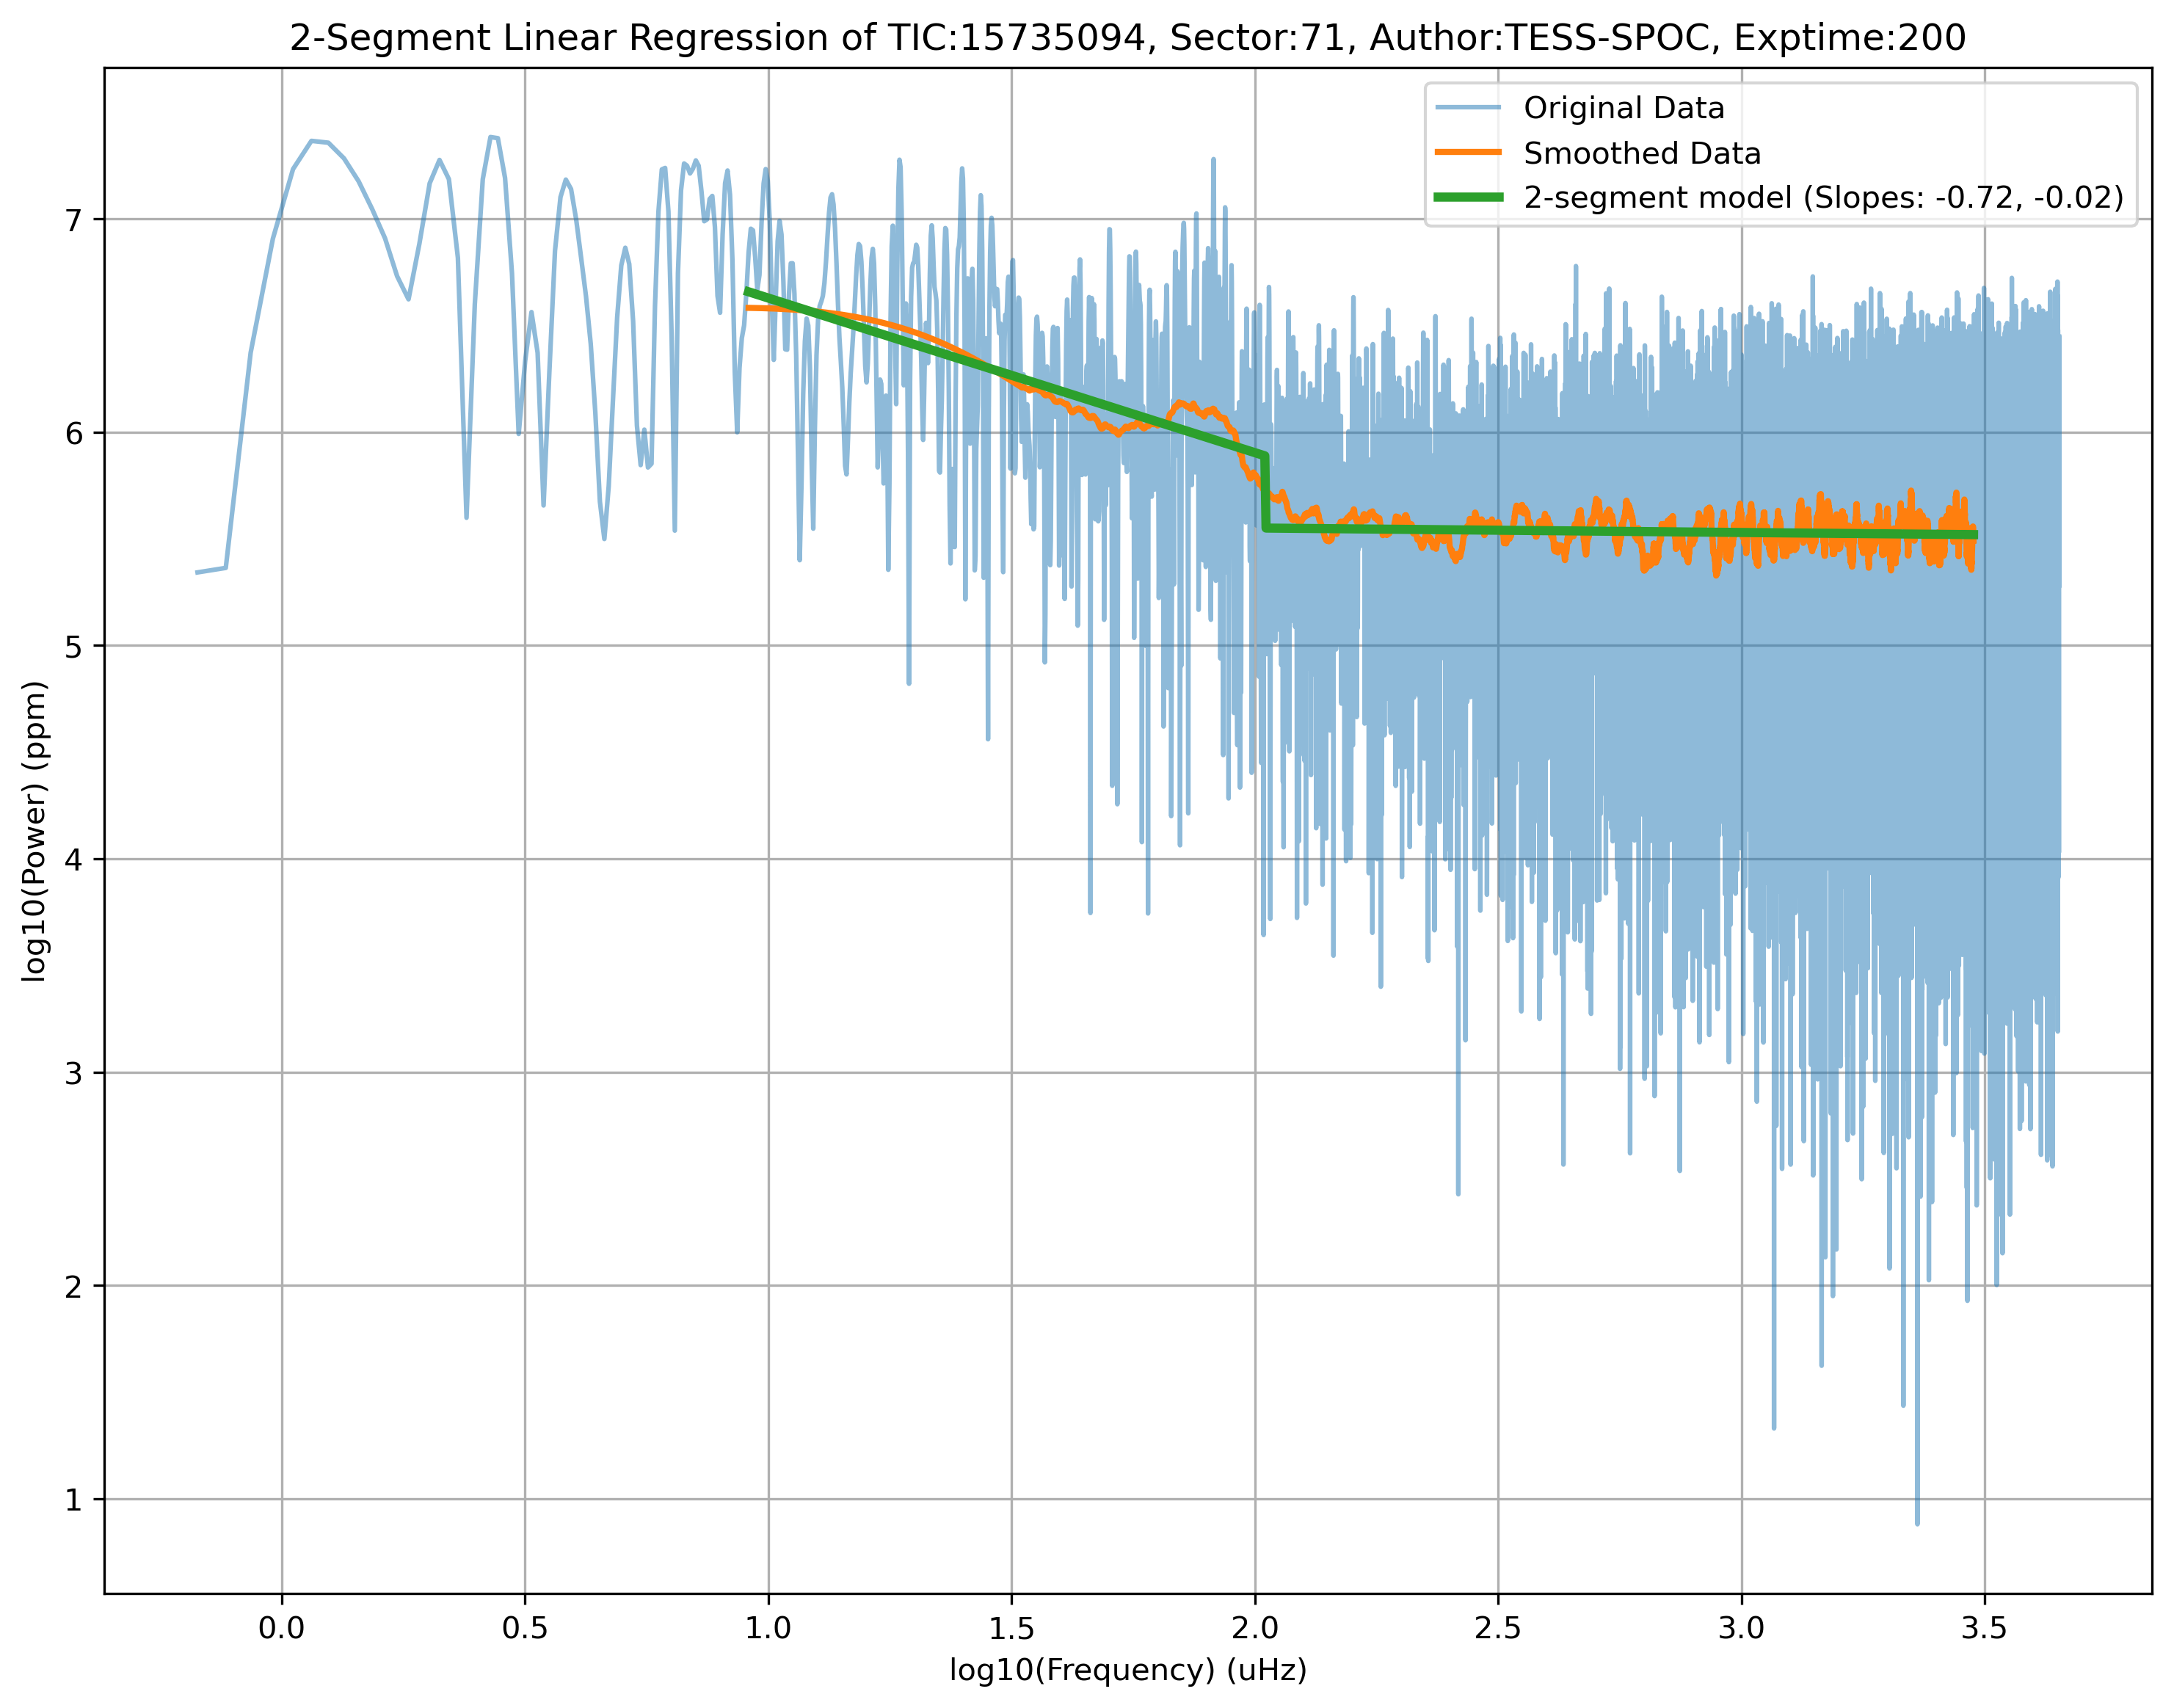 2-Segment Linear Regression of TIC:15735094, Sector:71, Author:TESS-SPOC, Exptime:200
Original Data
Smoothed Data
2-segment model (Slopes: -0.72, -0.02)
log10(Power) (ppm)
7
6
5
4
3
2
1
0.0 0.5 1.0 1.5 2.0 2.5 3.0 3.5
log10(Frequency) (uHz)